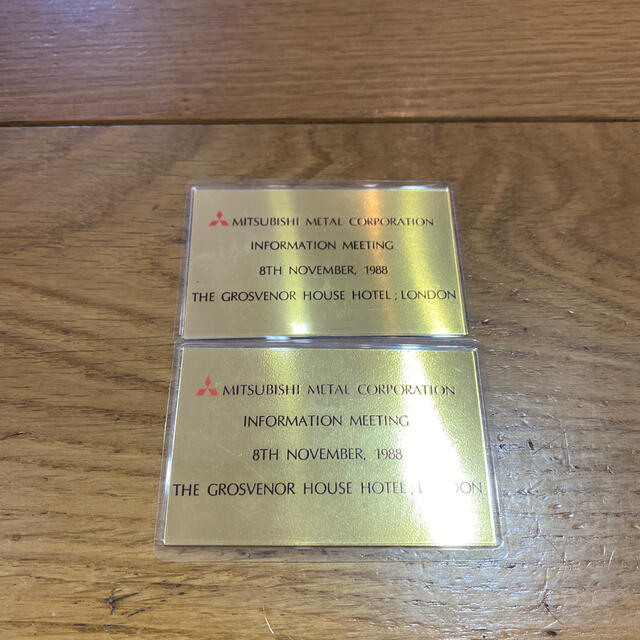 MITSUBISHI METAL CORPORATION
INFORMATION MEETING
8TH NOVEMBER, 1988
THE GROSVENOR HOUSE HOTEL ; LONDON
MITSUBISHI METAL CORPORATION
INFORMATION MEETING
8TH NOVEMBER, 1988
THE GROSVENOR HOUSE HOTEL ;